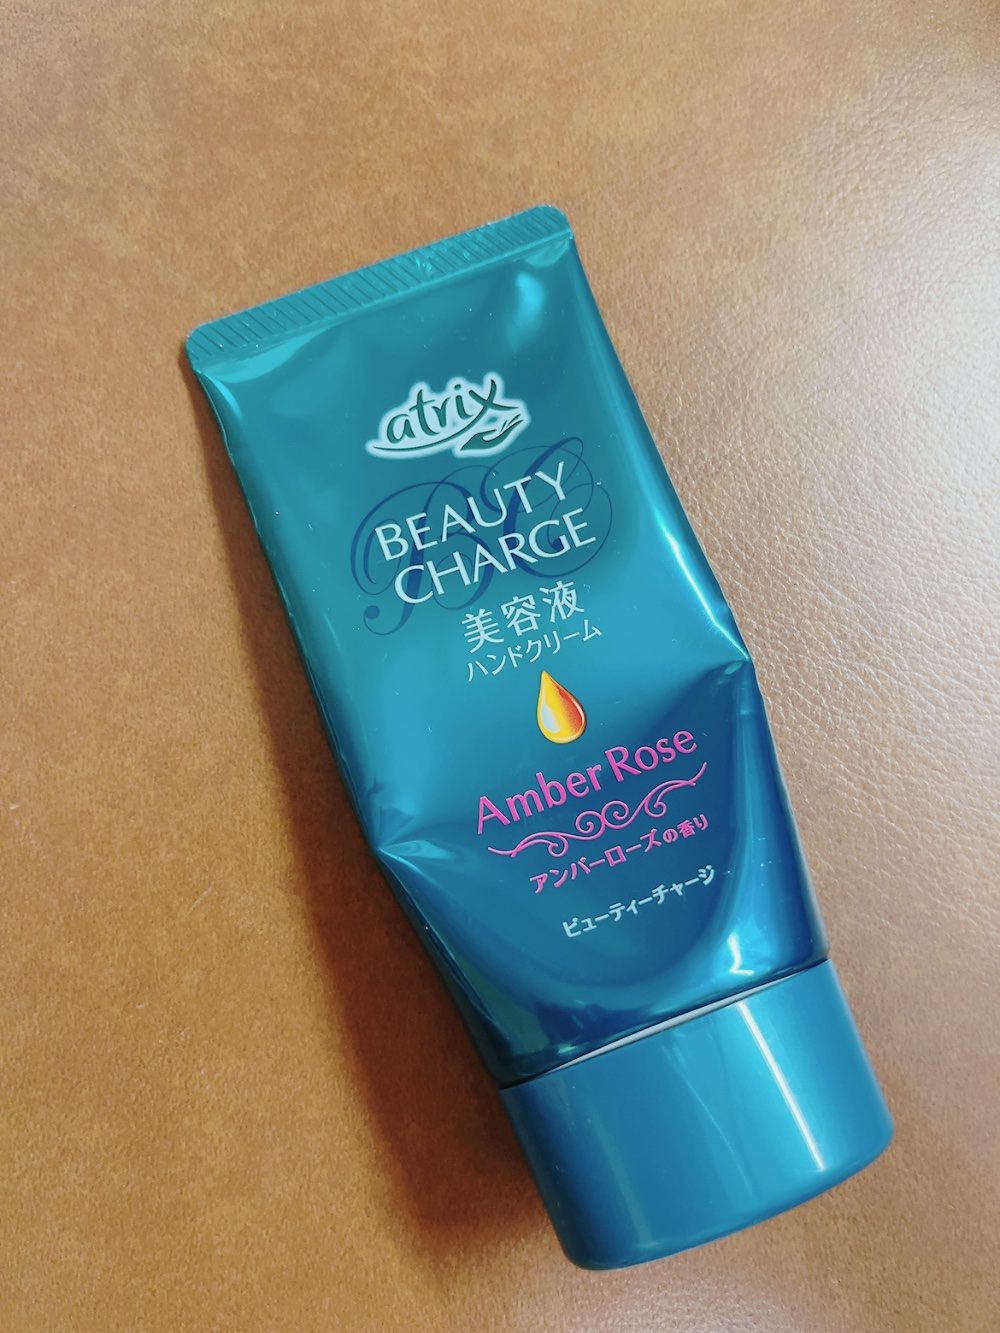 atrix
BEAUTY
CHARGE
美容液
ハンドクリーム
Amber Rose
アンバーローズの香り
ビューティーチャージ